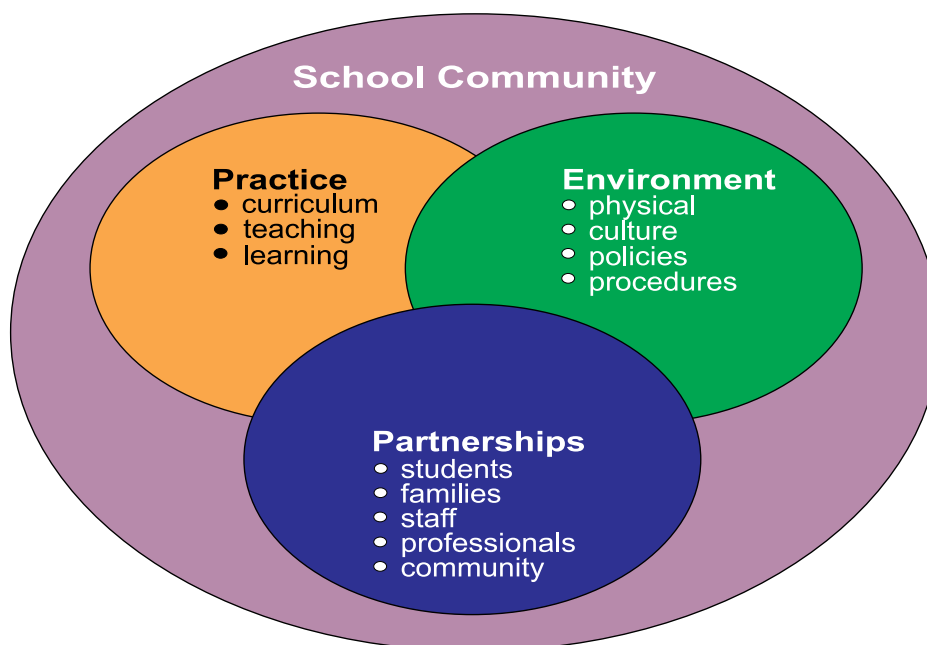 School Community
Practice
curriculum
teaching
learning
Environment
physical
culture
policies
procedures
Partnerships
students
families
staff
professionals
community